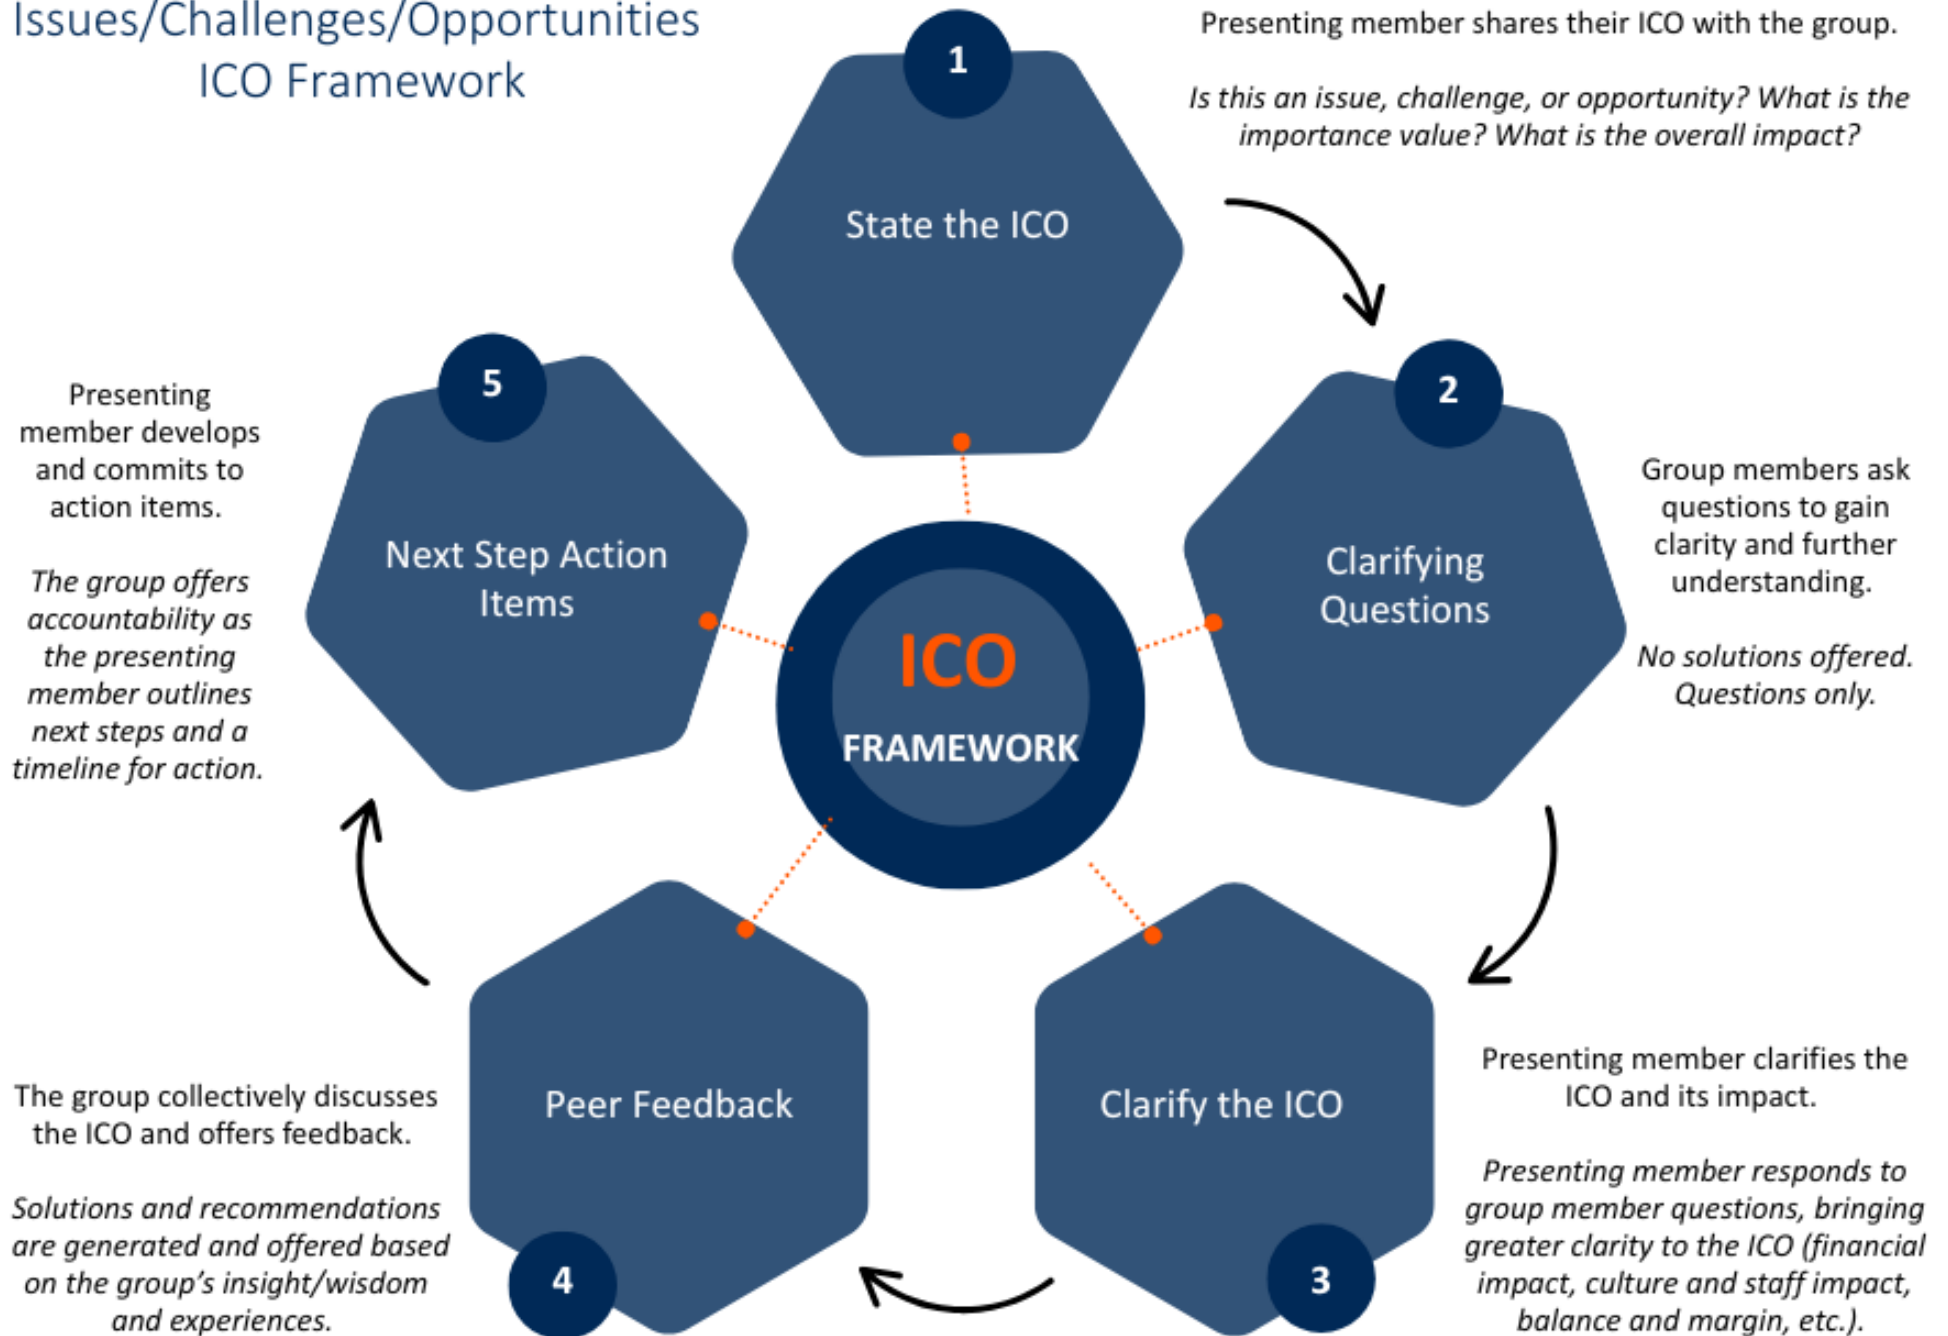 Issues/Challenges/Opportunities
ICO Framework
1
State the ICO
Presenting member shares their ICO with the group.
Is this an issue, challenge, or opportunity? What is the
importance value? What is the overall impact?
2
Clarifying
Questions
Group members ask
questions to gain
clarity and further
understanding.
No solutions offered.
Questions only.
3
Clarify the ICO
Presenting member clarifies the
ICO and its impact.
Presenting member responds to
group member questions, bringing
greater clarity to the ICO (financial
impact, culture and staff impact,
balance and margin, etc.).
4
Peer Feedback
The group collectively discusses
the ICO and offers feedback.
Solutions and recommendations
are generated and offered based
on the group's insight/wisdom
and experiences.
5
Next Step Action
Items
Presenting
member develops
and commits to
action items.
The group offers
accountability as
the presenting
member outlines
next steps and a
timeline for action.
ICO
FRAMEWORK